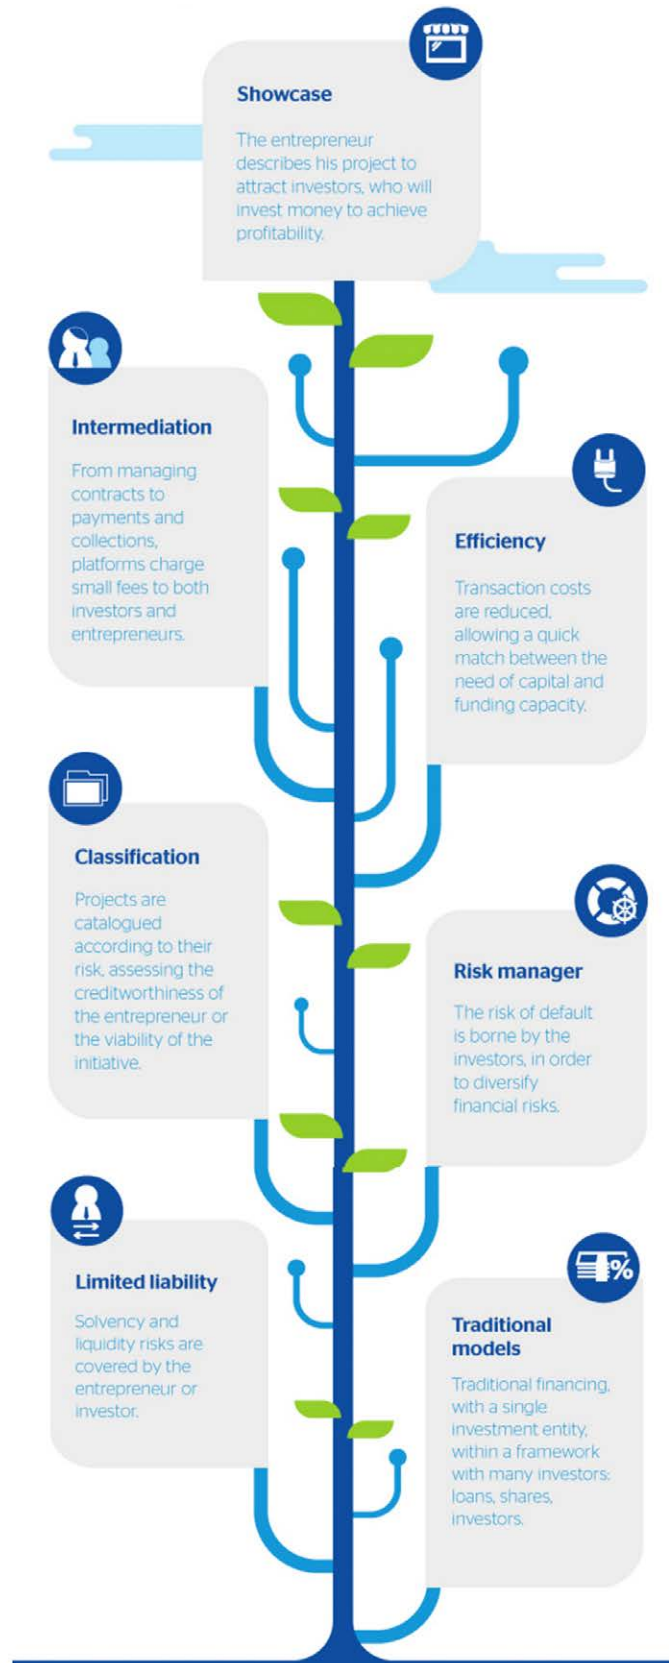 Showcase
The entrepreneur
describes his project to
attract investors, who will
invest money to achieve
profitability.
Intermediation
From managing
contracts to
payments and
collections,
platforms charge
small fees to both
investors and
entrepreneurs.
Efficiency
Transaction costs
are reduced,
allowing a quick
match between the
need of capital and
funding capacity.
Classification
Projects are
catalogued
according to their
risk, assessing the
creditworthiness of
the entrepreneur or
the viability of the
initiative.
Risk manager
The risk of default
is borne by the
investors, in order
to diversify
financial risks.
Limited liability
Solvency and
liquidity risks are
covered by the
entrepreneur or
investor.
%
Traditional
models
Traditional financing,
with a single
investment entity,
within a framework
with many investors:
loans, shares,
investors.